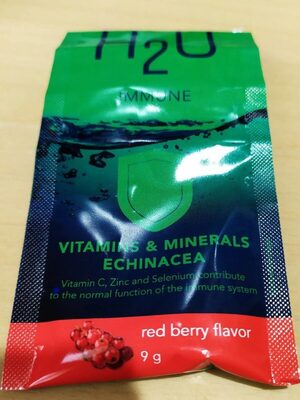 H2U
IMMUNE
VITAMINS & MINERALS
ECHINACEA
Vitamin C, Zinc and Selenium contribute
to the normal function of the immune system
red berry flavor
9 g